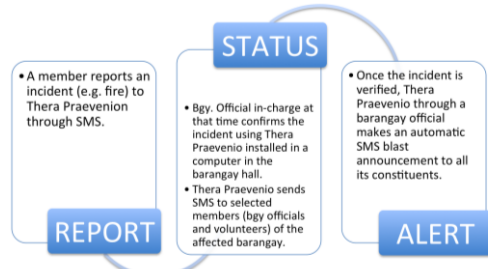 • A member reports an
incident (e.g. fire) to
Thera Praevenion
through SMS.
REPORT
STATUS
• Bgy. Official in-charge at
that time confirms the
incident using Thera
Praevenio installed in a
computer in the
barangay hall.
• Thera Praevenio sends
SMS to selected
members (bgy officials
and volunteers) of the
affected barangay.
• Once the incident is
verified, Thera
Praevenio through a
barangay official
makes an automatic
SMS blast
announcement to all
its constituents.
ALERT